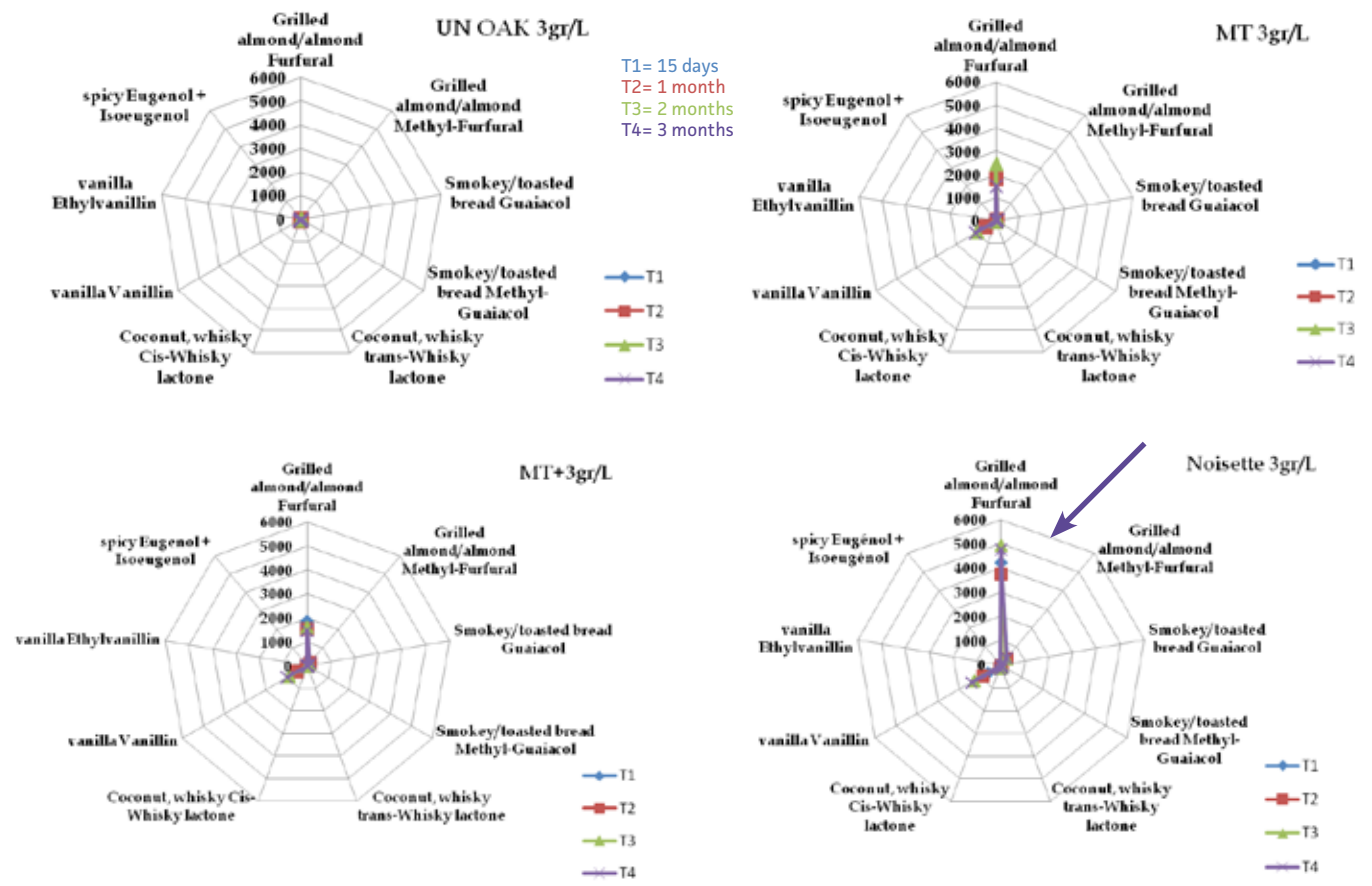 UN OAK 3gr/L
Grilled
almond/almond
Furfural
Grilled
almond/almond
Methyl-Furfural
Smokey/toasted
bread Guaiacol
Smokey/toasted
bread Methyl-
Guaiacol
Coconut, whisky
trans-Whisky
lactone
Coconut, whisky
Cis-Whisky
lactone
vanilla Vanillin
vanilla
Ethylvanillin
spicy Eugenol +
Isoeugenol
6000
5000
4000
3000
2000
1000
0
T1
T2
T3
T4
T1= 15 days
T2= 1 month
T3= 2 months
T4= 3 months
MT 3gr/L
Grilled
almond/almond
Furfural
Grilled
almond/almond
Methyl-Furfural
Smokey/toasted
bread Guaiacol
Smokey/toasted
bread Methyl-
Guaiacol
Coconut, whisky
trans-Whisky
lactone
Coconut, whisky
Cis-Whisky
lactone
vanilla Vanillin
vanilla
Ethylvanillin
spicy Eugenol +
Isoeugenol
6000
5000
4000
3000
2000
1000
0
T1
T2
T3
T4
MT+3gr/L
Grilled
almond/almond
Furfural
Grilled
almond/almond
Methyl-Furfural
Smokey/toasted bread
Guaiacol
Smokey/toasted bread
Methyl-Guaiacol
Coconut, whisky
trans-Whisky lactone
Coconut, whisky Cis-
Whisky lactone
vanilla Vanillin
vanilla Ethylvanillin
spicy Eugenol +
Isoeugenol
6000
5000
4000
3000
2000
1000
0
T1
T2
T3
T4
Noisette 3gr/L
Grilled
almond/almond
Furfural
Grilled
almond/almond
Methyl-Furfural
Smokey/toasted
bread Guaiacol
Smokey/toasted
bread Methyl-
Guaiacol
Coconut, whisky
trans-Whisky
lactone
Coconut, whisky
Cis-Whisky
lactone
vanilla Vanillin
vanilla
Ethylvanillin
spicy Eugénol +
Isoeugénol
6000
5000
4000
3000
2000
1000
0
T1
T2
T3
T4